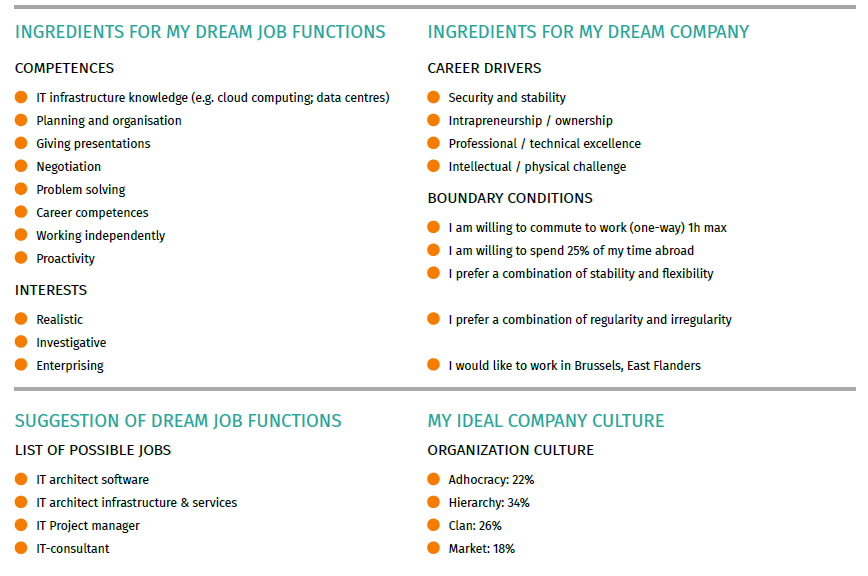 INGREDIENTS FOR MY DREAM JOB FUNCTIONS
COMPETENCES
IT infrastructure knowledge (e.g. cloud computing; data centres)
Planning and organisation
Giving presentations
Negotiation
Problem solving
Career competences
Working independently
Proactivity
INTERESTS
Realistic
Investigative
Enterprising
INGREDIENTS FOR MY DREAM COMPANY
CAREER DRIVERS
Security and stability
Intrapreneurship / ownership
Professional / technical excellence
Intellectual / physical challenge
BOUNDARY CONDITIONS
I am willing to commute to work (one-way) 1h max
I am willing to spend 25% of my time abroad
I prefer a combination of stability and flexibility
I prefer a combination of regularity and irregularity
I would like to work in Brussels, East Flanders
SUGGESTION OF DREAM JOB FUNCTIONS
LIST OF POSSIBLE JOBS
IT architect software
IT architect infrastructure & services
IT Project manager
IT-consultant
MY IDEAL COMPANY CULTURE
ORGANIZATION CULTURE
Adhocracy: 22%
Hierarchy: 34%
Clan: 26%
Market: 18%